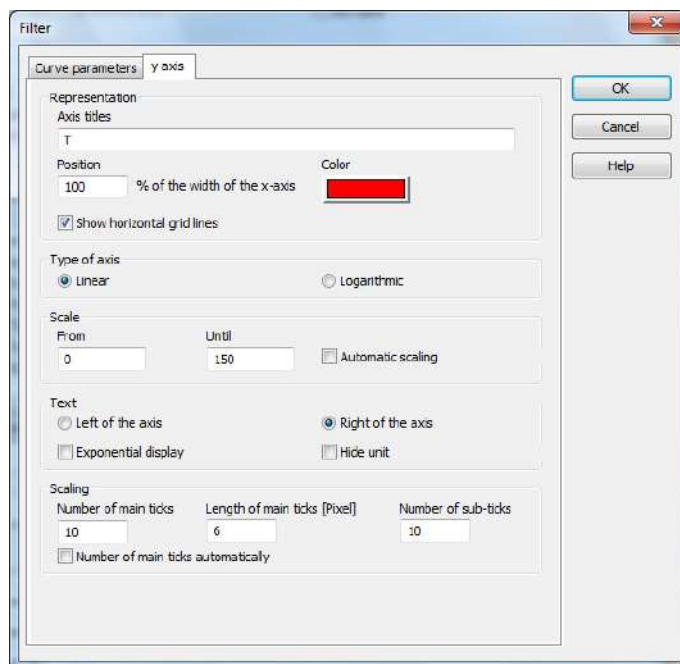 Filter
Curve parameters y axis
OK
Cancel
Help
Representation
Axis titles
T
Position Color
100 % of the width of the x-axis
Show horizontal grid lines
Type of axis
Linear Logarithmic
Scale
From Until
0 150 Automatic scaling
Text
Left of the axis Right of the axis
Exponential display Hide unit
Scaling
Number of main ticks Length of main ticks [Pixel] Number of sub-ticks
10 6 10
Number of main ticks automatically